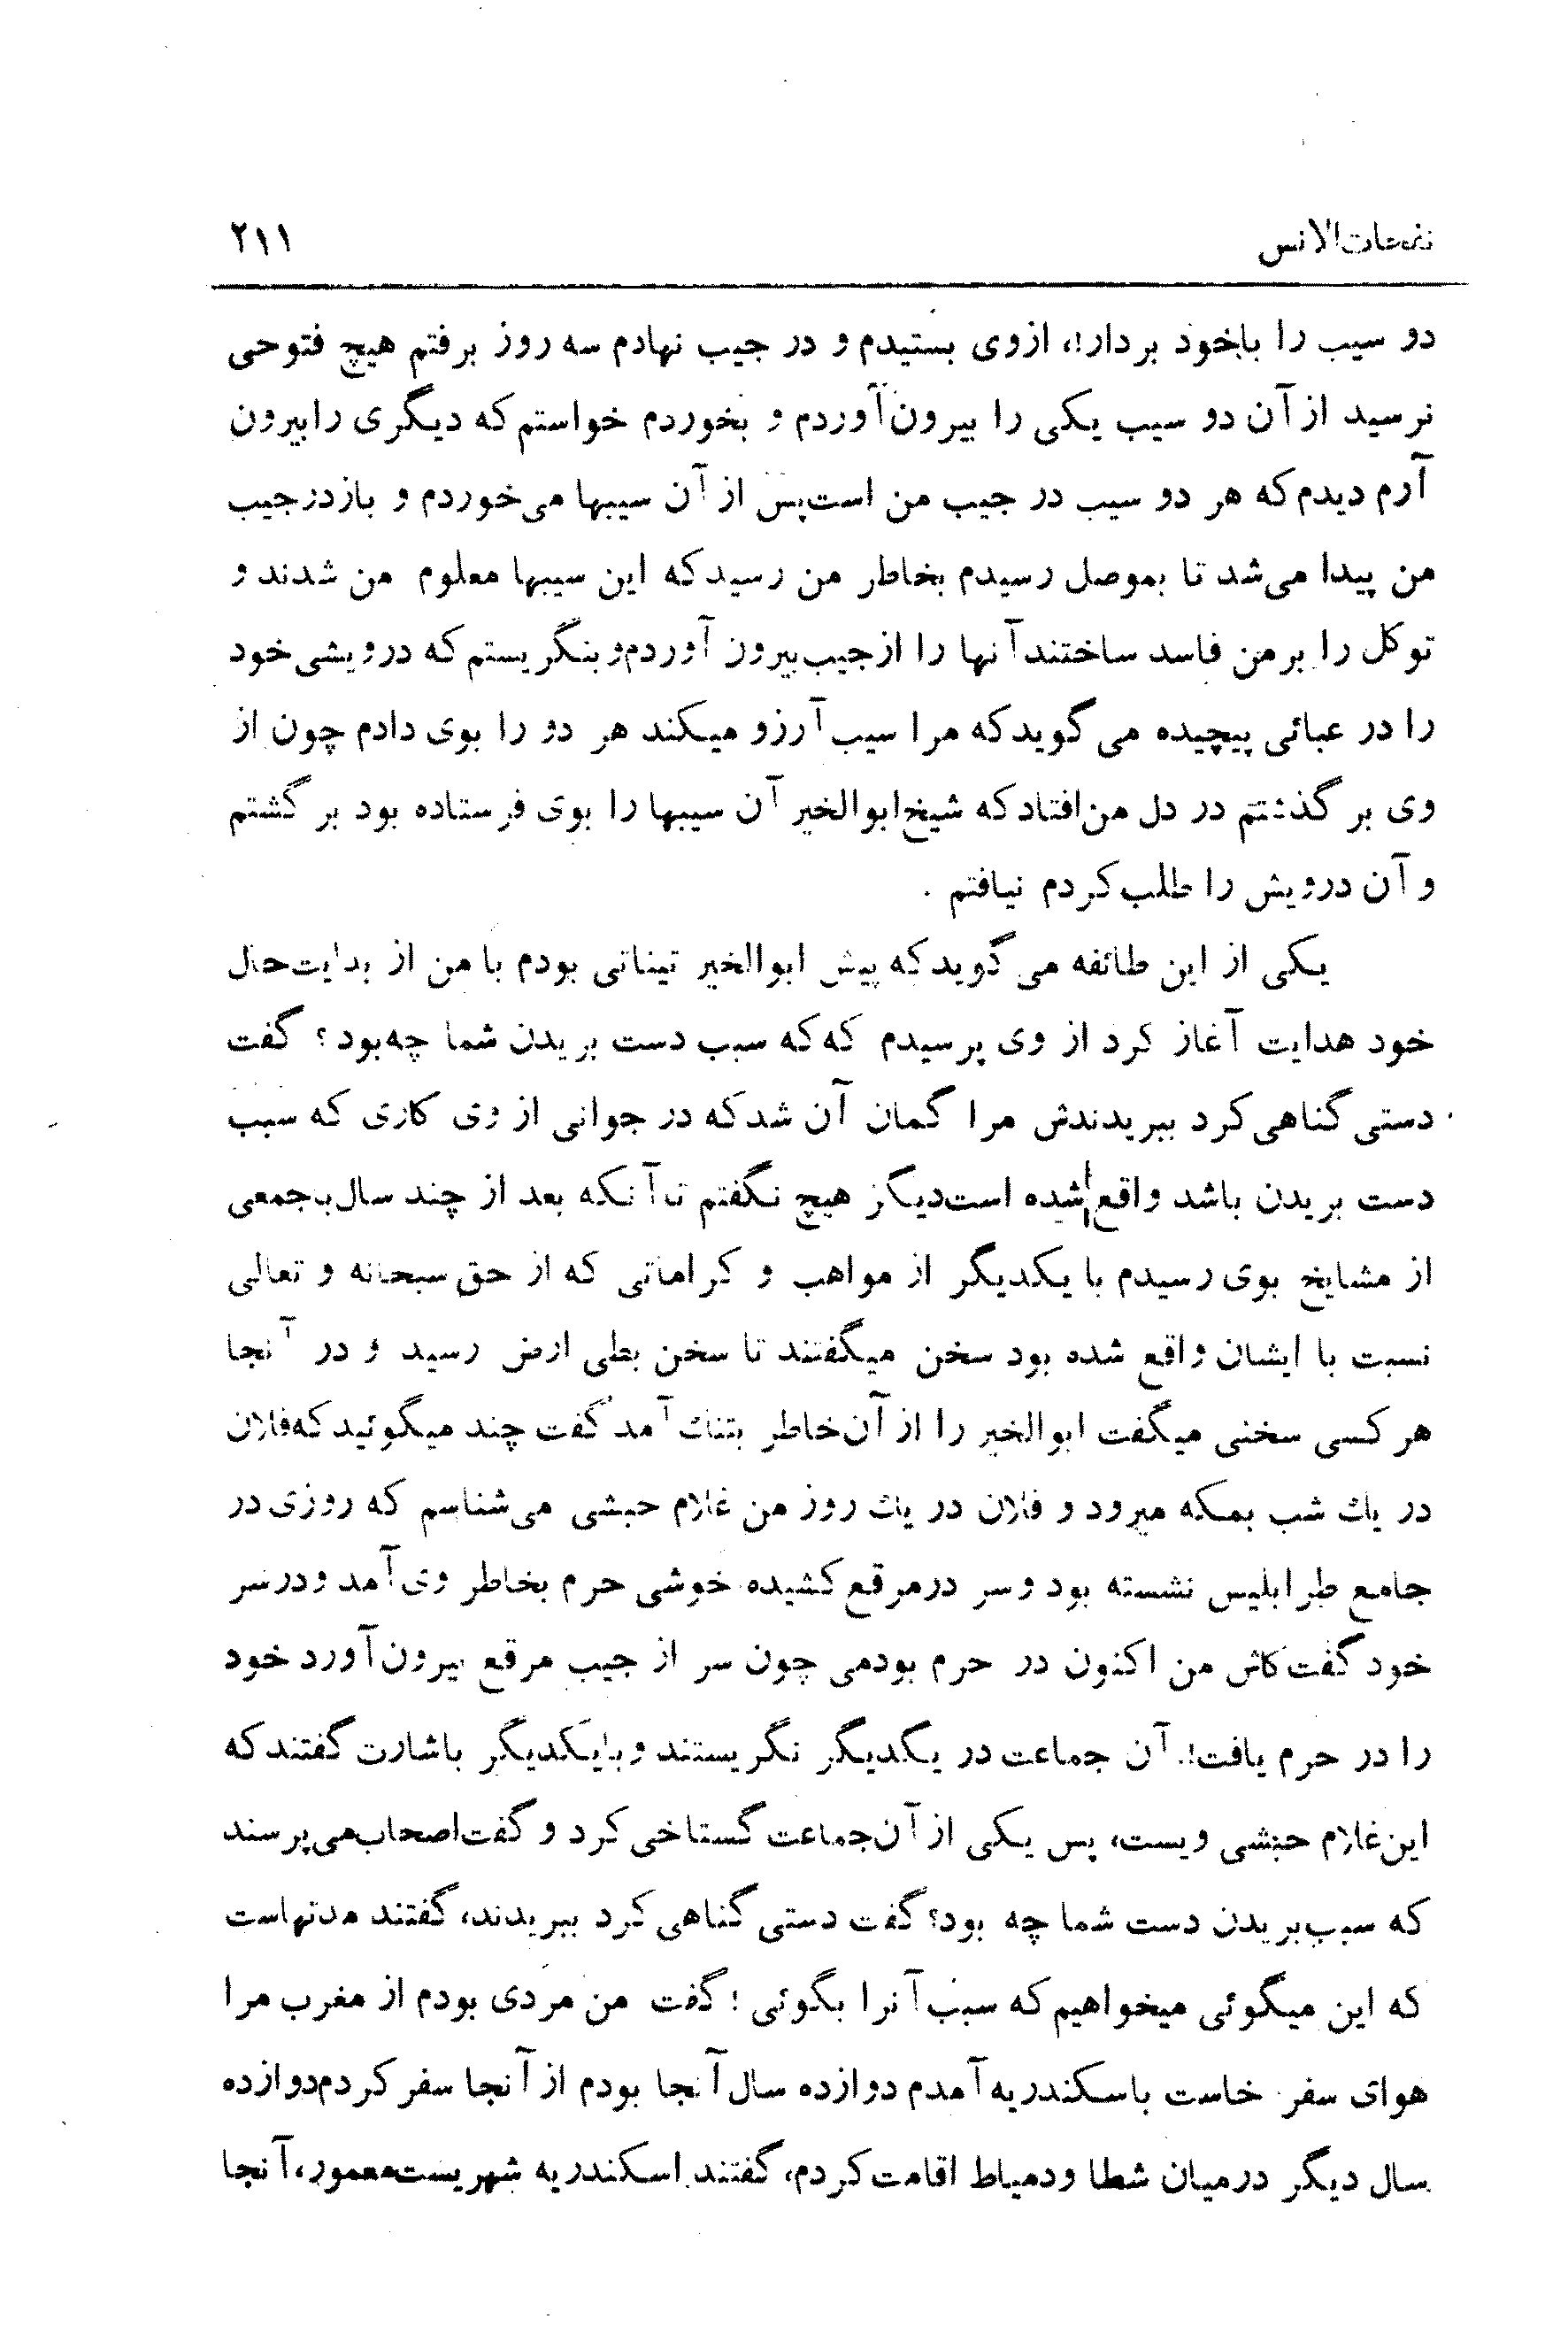 نفحات‌الانس
۲۱۱
دو سیب را باخود بردار!، ازوی بستیدم و در جیب نهادم سه روز برفتم هیچ فتوحی
نرسید از آن دو سیب یکی را بیرون آوردم و بخوردم خواستم که دیگری رابیرون
آرم دیدم که هر دو سیب در جیب من است پس از آن سیبها می‌خوردم و بازدرجیب
من پیدا می‌شد تا بموصل رسیدم بخاطر من رسید که این سیبها معلوم من شدند و
توکل را برمن فاسد ساختند آنها را ازجیب بیرون آوردم و بنگریستم که درویشی خود
را در عبائی پیچیده می گوید که مرا سیب آرزو میکند هر دو را بوی دادم چون از
وی بر گذشتم در دل من افتاد که شیخ ابوالخیر آن سیبها را بوی فرستاده بود بر گشتم
و آن درویش را طلب کردم نیافتم .
یکی از این طائفه می گوید که پیش ابوالخیر تیناتی بودم با من از بدایت حال
خود هدایت آغاز کرد از وی پرسیدم که که سبب دست بریدن شما چه بود ؟ گفت
دستی گناهی کرد ببریدندش مرا گمان آن شد که در جوانی از وی کاری که سبب
دست بریدن باشد واقع شده است دیگر هیچ نگفتم تا آنکه بعد از چند سال بجمعی
از مشایخ بوی رسیدم با یکدیگر از مواهب و کراماتی که از حق سبحانه و تعالی
نسبت با ایشان واقع شده بود سخن میگفتند تا سخن بطی ارض رسید و در آنجا
هر کسی سخنی میگفت ابوالخیر را از آن خاطر بتنك آمد گفت چند میگوئید که فلان
در یك شب بمکه میرود و فلان در یك روز من غلام حبشی می‌شناسم که روزی در
جامع طرابلیس نشسته بود و سر درمرقع کشیده خوشی حرم بخاطر وی آمد و درسر
خود گفت کاش من اکنون در حرم بودمی چون سر از جیب مرقع بیرون آورد خود
را در حرم یافت!. آن جماعت در یکدیگر نگریستند و بایکدیگر باشارت گفتند که
این غلام حبشی ویست، پس یکی از آن جماعت گستاخی کرد و گفت اصحاب می پرسند
که سبب بریدن دست شما چه بود؟ گفت دستی گناهی کرد ببریدند، گفتند مدتهاست
که این میگوئی میخواهیم که سبب آنرا بگوئی ؛ گفت من مردی بودم از مغرب مرا
هوای سفر خاست باسکندریه آمدم دوازده سال آنجا بودم از آنجا سفر کردم دوازده
سال دیگر درمیان شطا ودمیاط اقامت کردم، گفتند اسکندریه شهریست معمور، آنجا